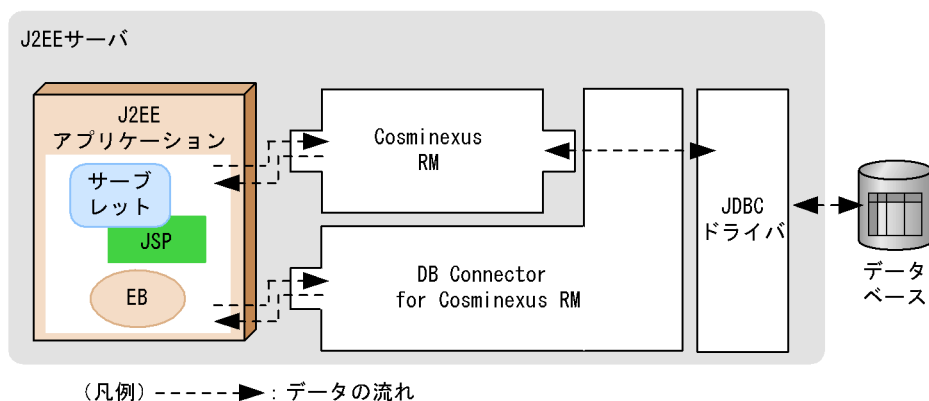 J2EEサーバ
J2EE
アプリケーション
サーブ
レット
JSP
EB
Cosminexus
RM
DB Connector
for Cosminexus RM
JDBC
ドライバ
データ
ベース
（凡例） : データの流れ